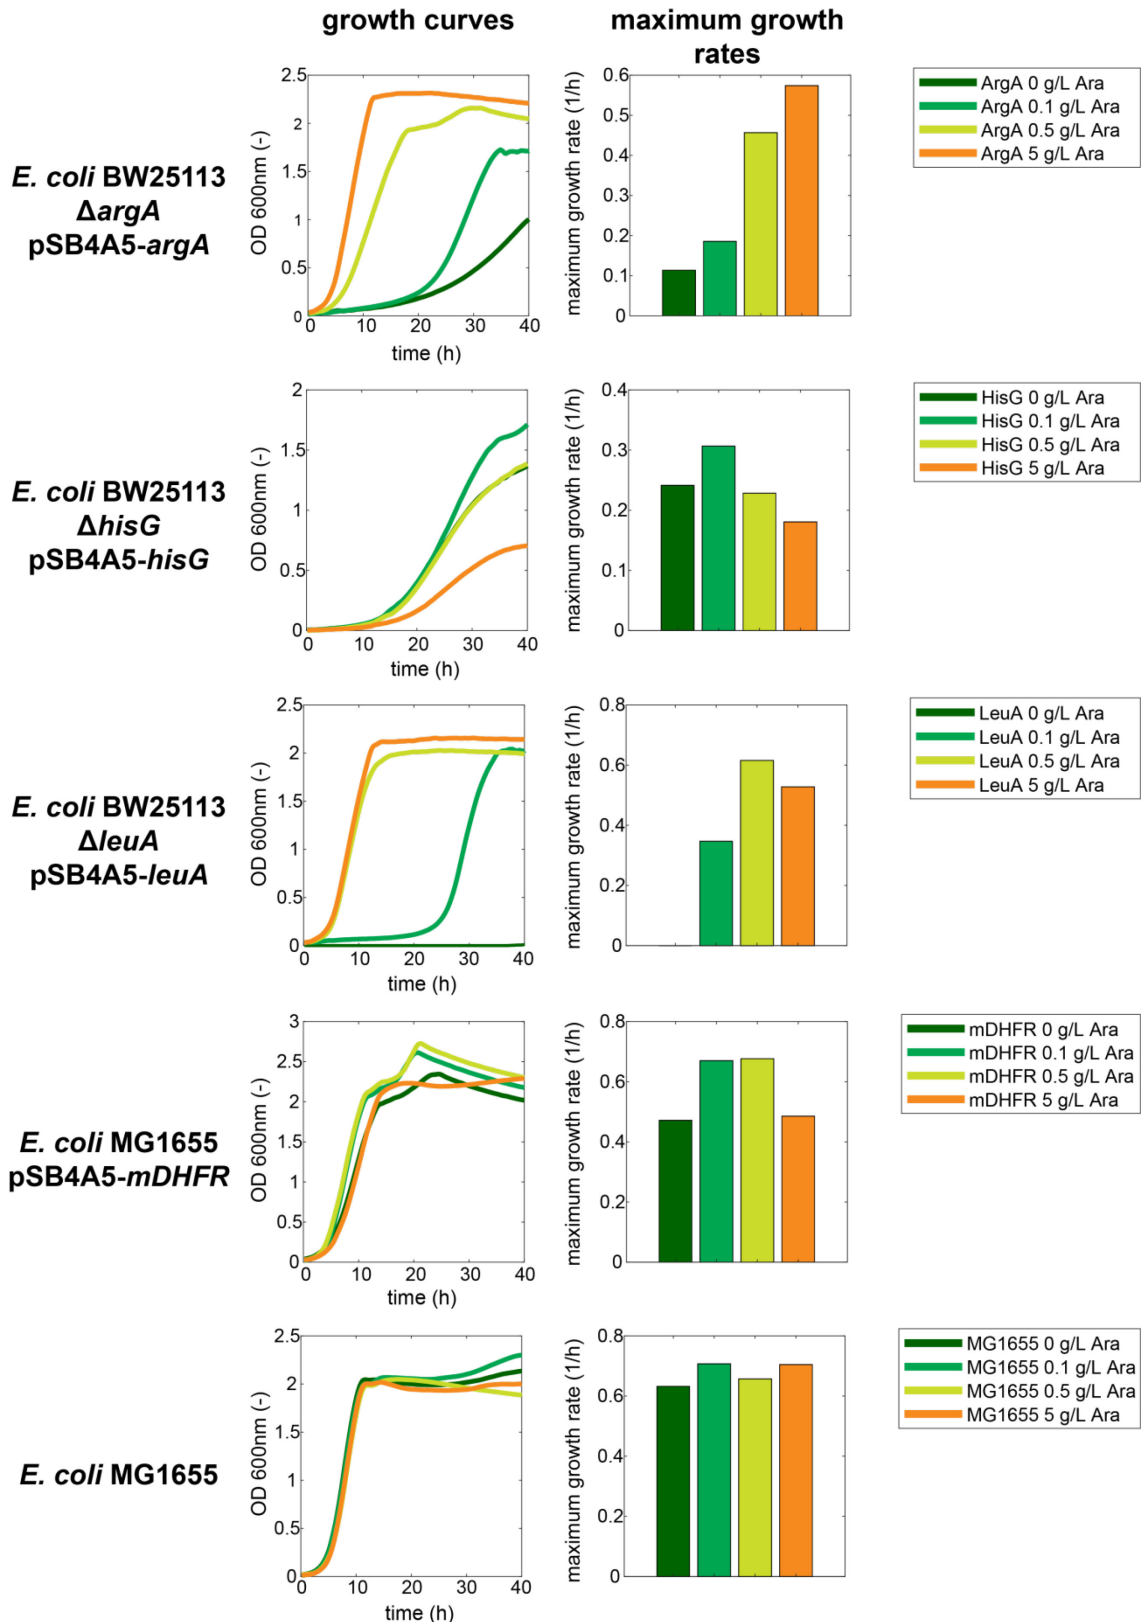 growth curves
maximum growth
rates
E. coli BW25113
ΔargA
pSB4A5-argA
OD 600nm (-)
2.5
2
1.5
1
0.5
0
0 10 20 30 40
time (h)
maximum growth rate (1/h)
0.6
0.5
0.4
0.3
0.2
0.1
0
ArgA 0 g/L Ara
ArgA 0.1 g/L Ara
ArgA 0.5 g/L Ara
ArgA 5 g/L Ara
E. coli BW25113
ΔhisG
pSB4A5-hisG
OD 600nm (-)
2
1.5
1
0.5
0
0 10 20 30 40
time (h)
maximum growth rate (1/h)
0.4
0.3
0.2
0.1
0
HisG 0 g/L Ara
HisG 0.1 g/L Ara
HisG 0.5 g/L Ara
HisG 5 g/L Ara
E. coli BW25113
ΔleuA
pSB4A5-leuA
OD 600nm (-)
2.5
2
1.5
1
0.5
0
0 10 20 30 40
time (h)
maximum growth rate (1/h)
0.8
0.6
0.4
0.2
0
LeuA 0 g/L Ara
LeuA 0.1 g/L Ara
LeuA 0.5 g/L Ara
LeuA 5 g/L Ara
E. coli MG1655
pSB4A5-mDHFR
OD 600nm (-)
3
2.5
2
1.5
1
0.5
0
0 10 20 30 40
time (h)
maximum growth rate (1/h)
0.8
0.6
0.4
0.2
0
mDHFR 0 g/L Ara
mDHFR 0.1 g/L Ara
mDHFR 0.5 g/L Ara
mDHFR 5 g/L Ara
E. coli MG1655
OD 600nm (-)
2.5
2
1.5
1
0.5
0
0 10 20 30 40
time (h)
maximum growth rate (1/h)
0.8
0.6
0.4
0.2
0
MG1655 0 g/L Ara
MG1655 0.1 g/L Ara
MG1655 0.5 g/L Ara
MG1655 5 g/L Ara